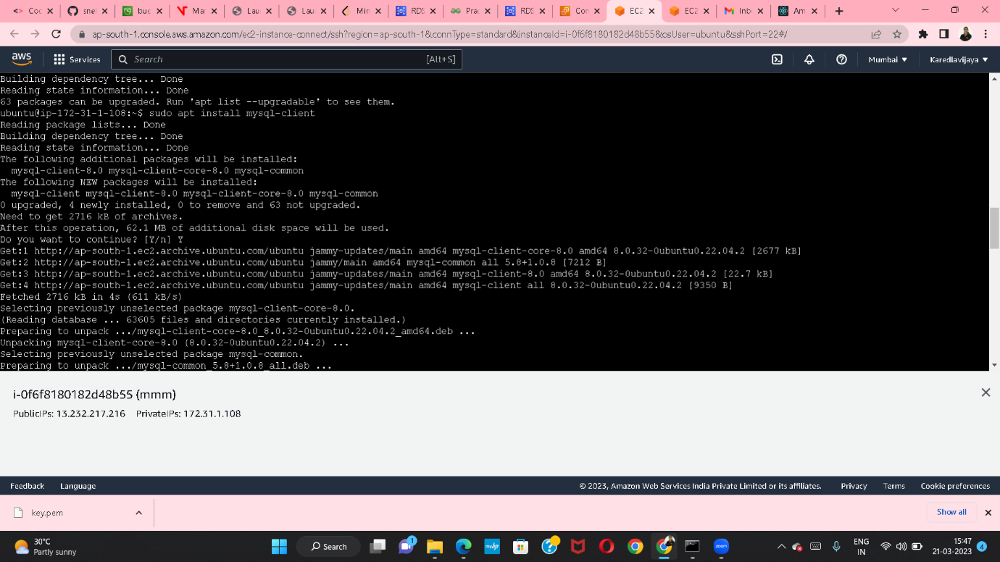 Coc
snel
buc
Mar
Lau
Lau
Min
RDS
Prac
RDS
Con
EC2
EC2
Inbo
Am
ap-south-1.console.aws.amazon.com/ec2-instance-connect/ssh?region=ap-south-1&connType=standard&instanceId=i-0f6f8180182d48b55&osUser=ubuntu&sshPort=22#/
aws Services Search [Alt+S] Mumbai Karedlavijaya
Building dependency tree... Done
Reading state information... Done
63 packages can be upgraded. Run 'apt list --upgradable' to see them.
ubuntu@ip-172-31-1-108:~$ sudo apt install mysql-client
Reading package lists... Done
Building dependency tree... Done
Reading state information... Done
The following additional packages will be installed:
  mysql-client-8.0 mysql-client-core-8.0 mysql-common
The following NEW packages will be installed:
  mysql-client mysql-client-8.0 mysql-client-core-8.0 mysql-common
0 upgraded, 4 newly installed, 0 to remove and 63 not upgraded.
Need to get 2716 kB of archives.
After this operation, 62.1 MB of additional disk space will be used.
Do you want to continue? [Y/n] Y
Get:1 http://ap-south-1.ec2.archive.ubuntu.com/ubuntu jammy-updates/main amd64 mysql-client-core-8.0 amd64 8.0.32-0ubuntu0.22.04.2 [2677 kB]
Get:2 http://ap-south-1.ec2.archive.ubuntu.com/ubuntu jammy/main amd64 mysql-common all 5.8+1.0.8 [7212 B]
Get:3 http://ap-south-1.ec2.archive.ubuntu.com/ubuntu jammy-updates/main amd64 mysql-client-8.0 amd64 8.0.32-0ubuntu0.22.04.2 [22.7 kB]
Get:4 http://ap-south-1.ec2.archive.ubuntu.com/ubuntu jammy-updates/main amd64 mysql-client all 8.0.32-0ubuntu0.22.04.2 [9350 B]
Fetched 2716 kB in 4s (611 kB/s)
Selecting previously unselected package mysql-client-core-8.0.
(Reading database ... 63605 files and directories currently installed.)
Preparing to unpack .../mysql-client-core-8.0_8.0.32-0ubuntu0.22.04.2_amd64.deb ...
Unpacking mysql-client-core-8.0 (8.0.32-0ubuntu0.22.04.2) ...
Selecting previously unselected package mysql-common.
Preparing to unpack .../mysql-common_5.8+1.0.8_all.deb ...
i-0f6f8180182d48b55 (mmm)
PublicIPs: 13.232.217.216 PrivateIPs: 172.31.1.108
Feedback Language © 2023, Amazon Web Services India Private Limited or its affiliates. Privacy Terms Cookie preferences
key.pem Show all
30°C
Partly sunny
Search
1
myhp
zoom
ENG
IN
15:47
21-03-2023
4